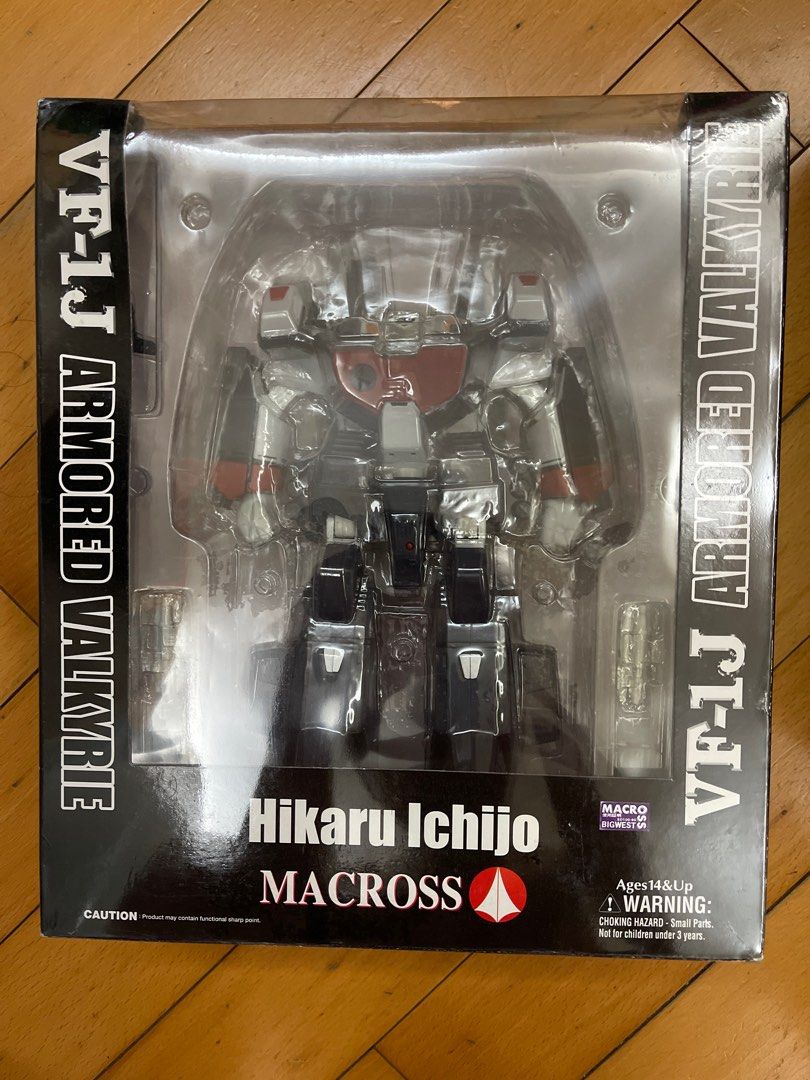 VF-1J ARMORED VALKYRIE
VF-1J ARMORED VALKYRIE
Hikaru Ichijo
MACROSS
MACROSS
BIGWEST
CAUTION : Product may contain functional sharp point.
Ages14&Up
WARNING:
CHOKING HAZARD - Small Parts.
Not for children under 3 years.